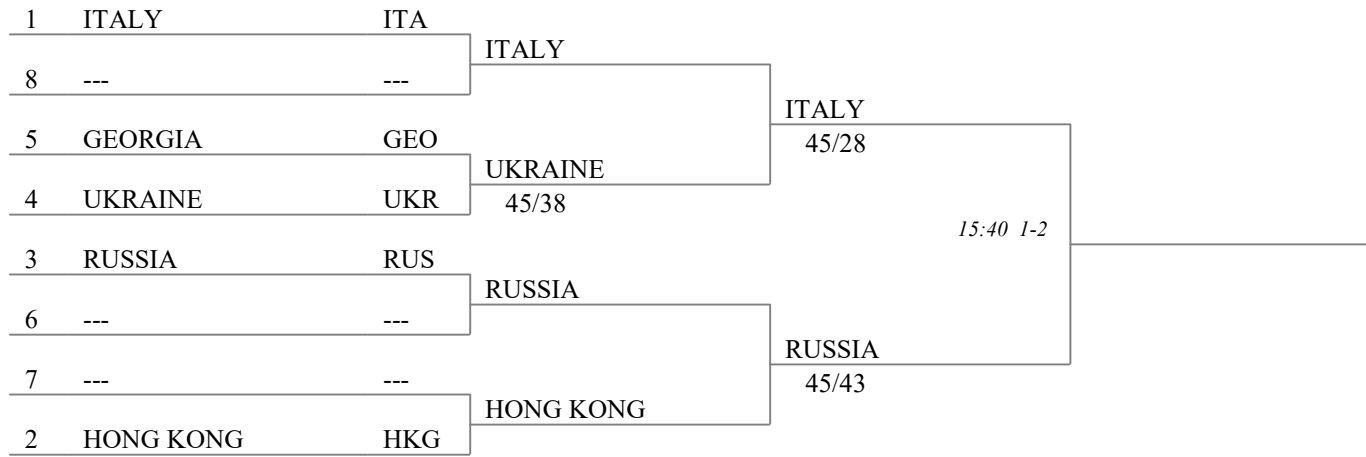 1 ITALY ITA
ITALY
8 --- ---
ITALY
45/28
5 GEORGIA GEO
UKRAINE
45/38
4 UKRAINE UKR
15:40 1-2
3 RUSSIA RUS
RUSSIA
6 --- ---
RUSSIA
45/43
7 --- ---
HONG KONG
2 HONG KONG HKG